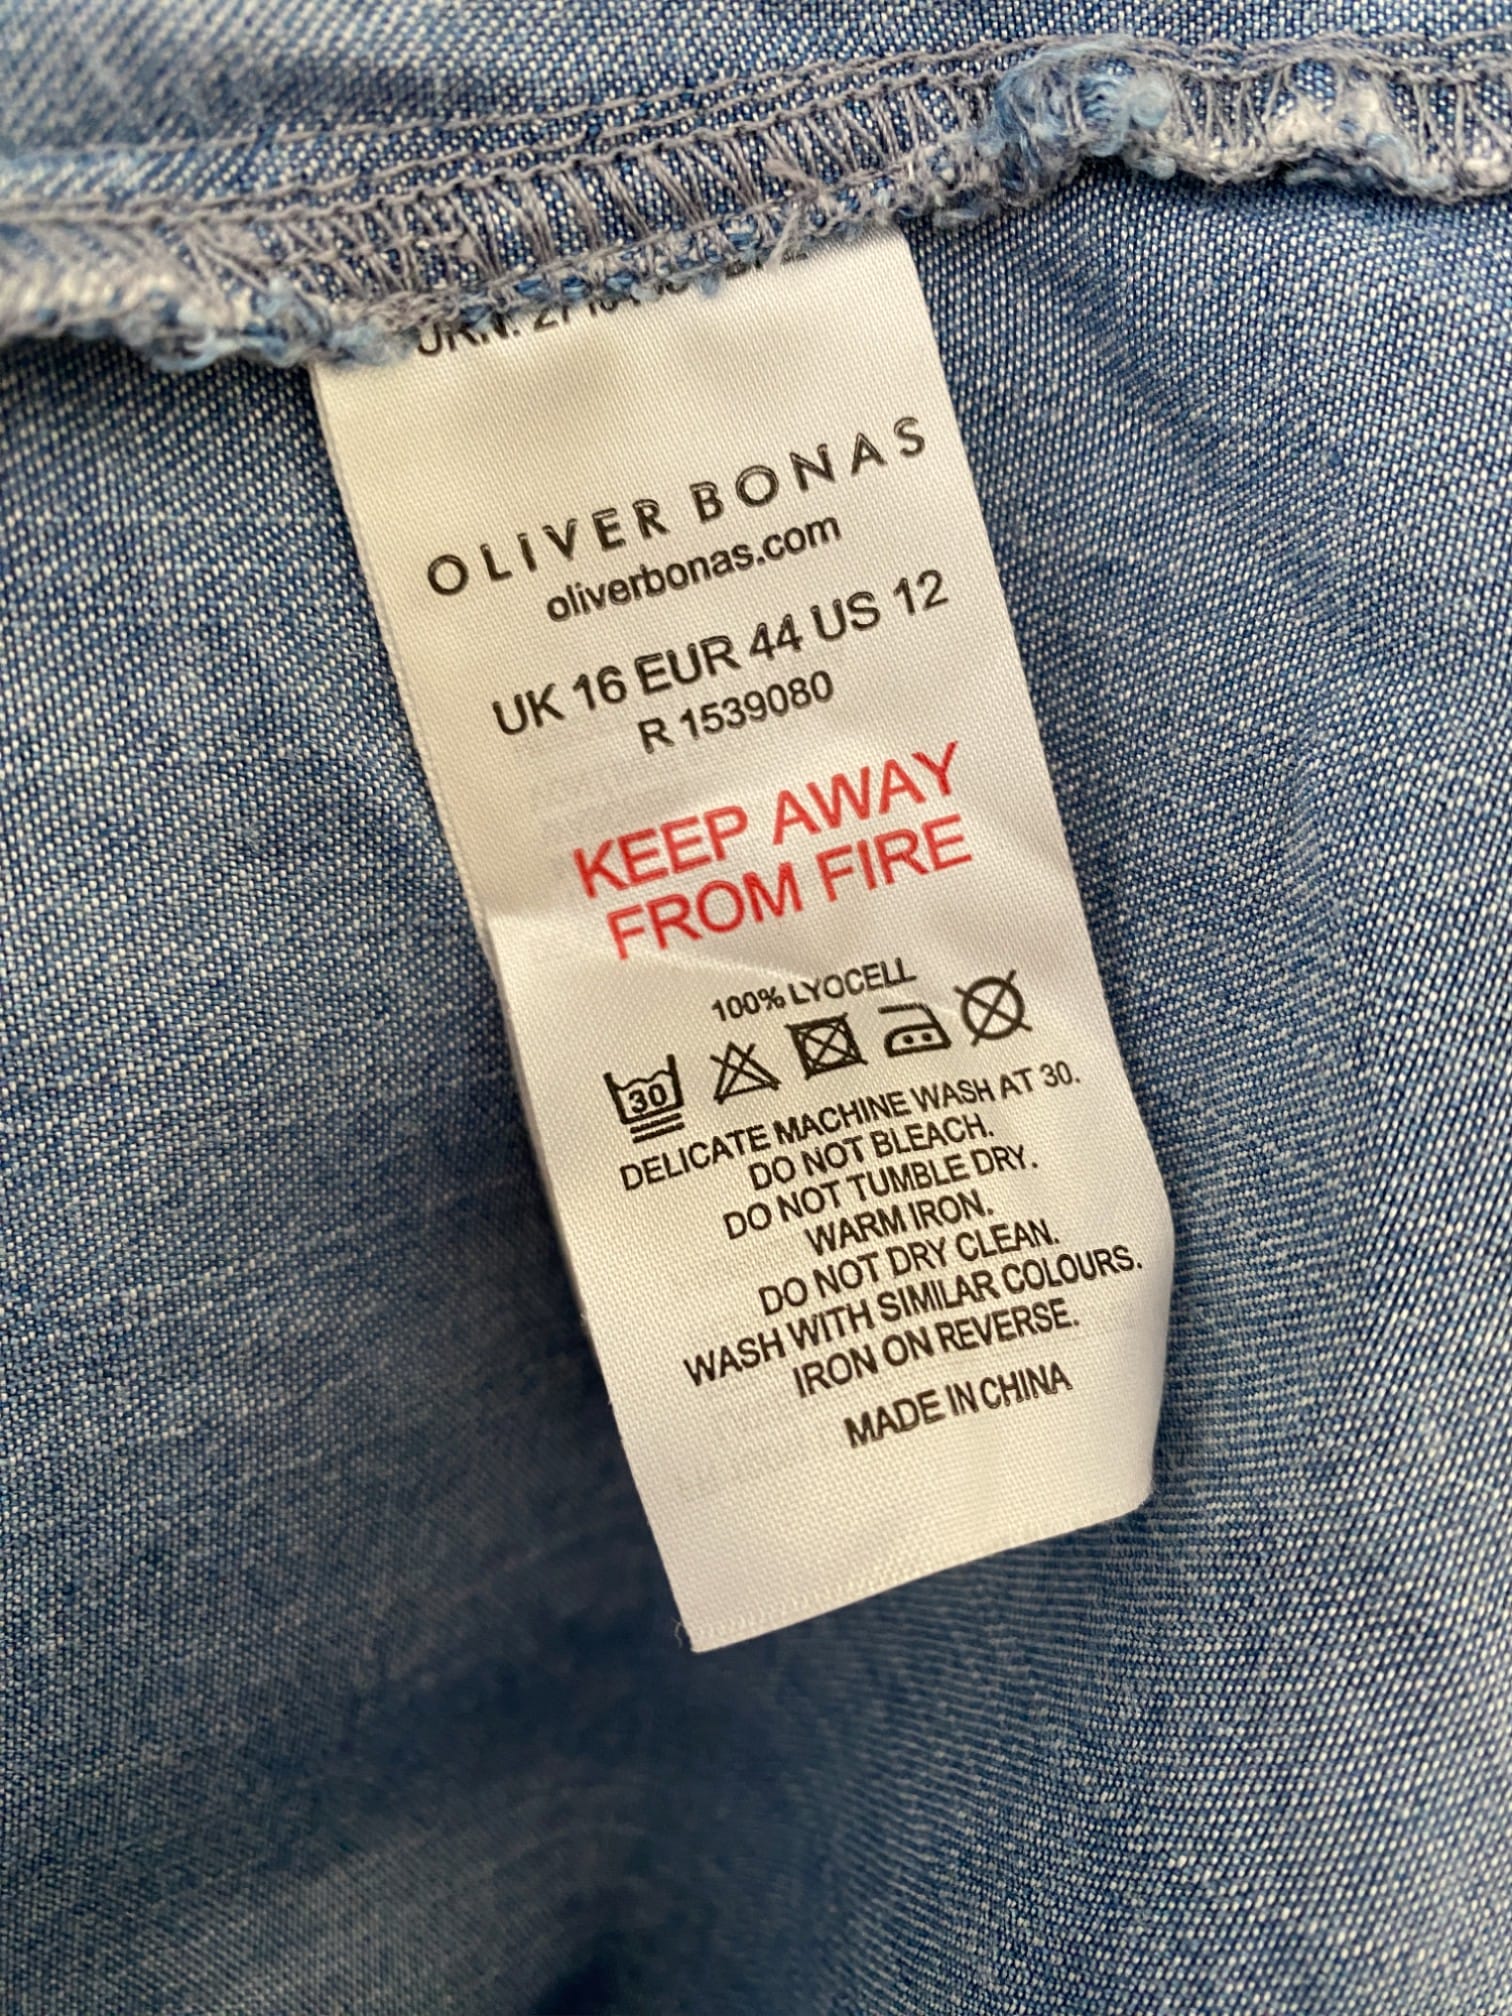 URN:
OLIVER BONAS
oliverbonas.com
UK 16 EUR 44 US 12
R 1539080
KEEP AWAY
FROM FIRE
100% LYOCELL
30
DELICATE MACHINE WASH AT 30.
DO NOT BLEACH.
DO NOT TUMBLE DRY.
WARM IRON.
DO NOT DRY CLEAN.
WASH WITH SIMILAR COLOURS.
IRON ON REVERSE.
MADE IN CHINA